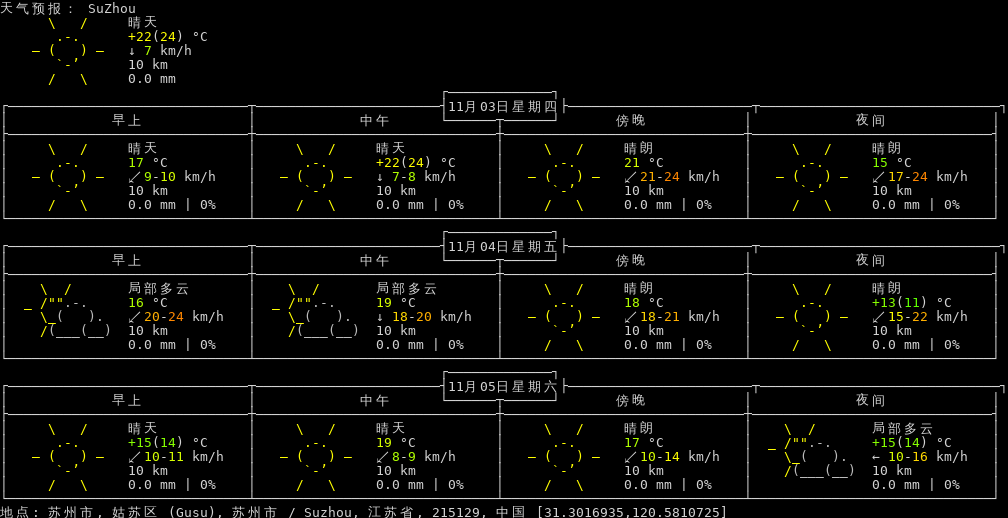 天气预报: SuZhou
晴天
+22(24) °C
↓ 7 km/h
10 km
0.0 mm
11月03日星期四
早上 中午 傍晚 夜间
晴天 晴天 晴朗 晴朗
17 °C +22(24) °C 21 °C 15 °C
↙ 9-10 km/h ↓ 7-8 km/h ↙ 21-24 km/h ↙ 17-24 km/h
10 km 10 km 10 km 10 km
0.0 mm | 0% 0.0 mm | 0% 0.0 mm | 0% 0.0 mm | 0%
11月04日星期五
早上 中午 傍晚 夜间
局部多云 局部多云 晴朗 晴朗
16 °C 19 °C 18 °C +13(11) °C
↙ 20-24 km/h ↓ 18-20 km/h ↙ 18-21 km/h ↙ 15-22 km/h
10 km 10 km 10 km 10 km
0.0 mm | 0% 0.0 mm | 0% 0.0 mm | 0% 0.0 mm | 0%
11月05日星期六
早上 中午 傍晚 夜间
晴天 晴天 晴朗 局部多云
+15(14) °C 19 °C 17 °C +15(14) °C
↙ 10-11 km/h ↙ 8-9 km/h ↙ 10-14 km/h ← 10-16 km/h
10 km 10 km 10 km 10 km
0.0 mm | 0% 0.0 mm | 0% 0.0 mm | 0% 0.0 mm | 0%
地点: 苏州市, 姑苏区 (Gusu), 苏州市 / Suzhou, 江苏省, 215129, 中国 [31.3016935,120.5810725]